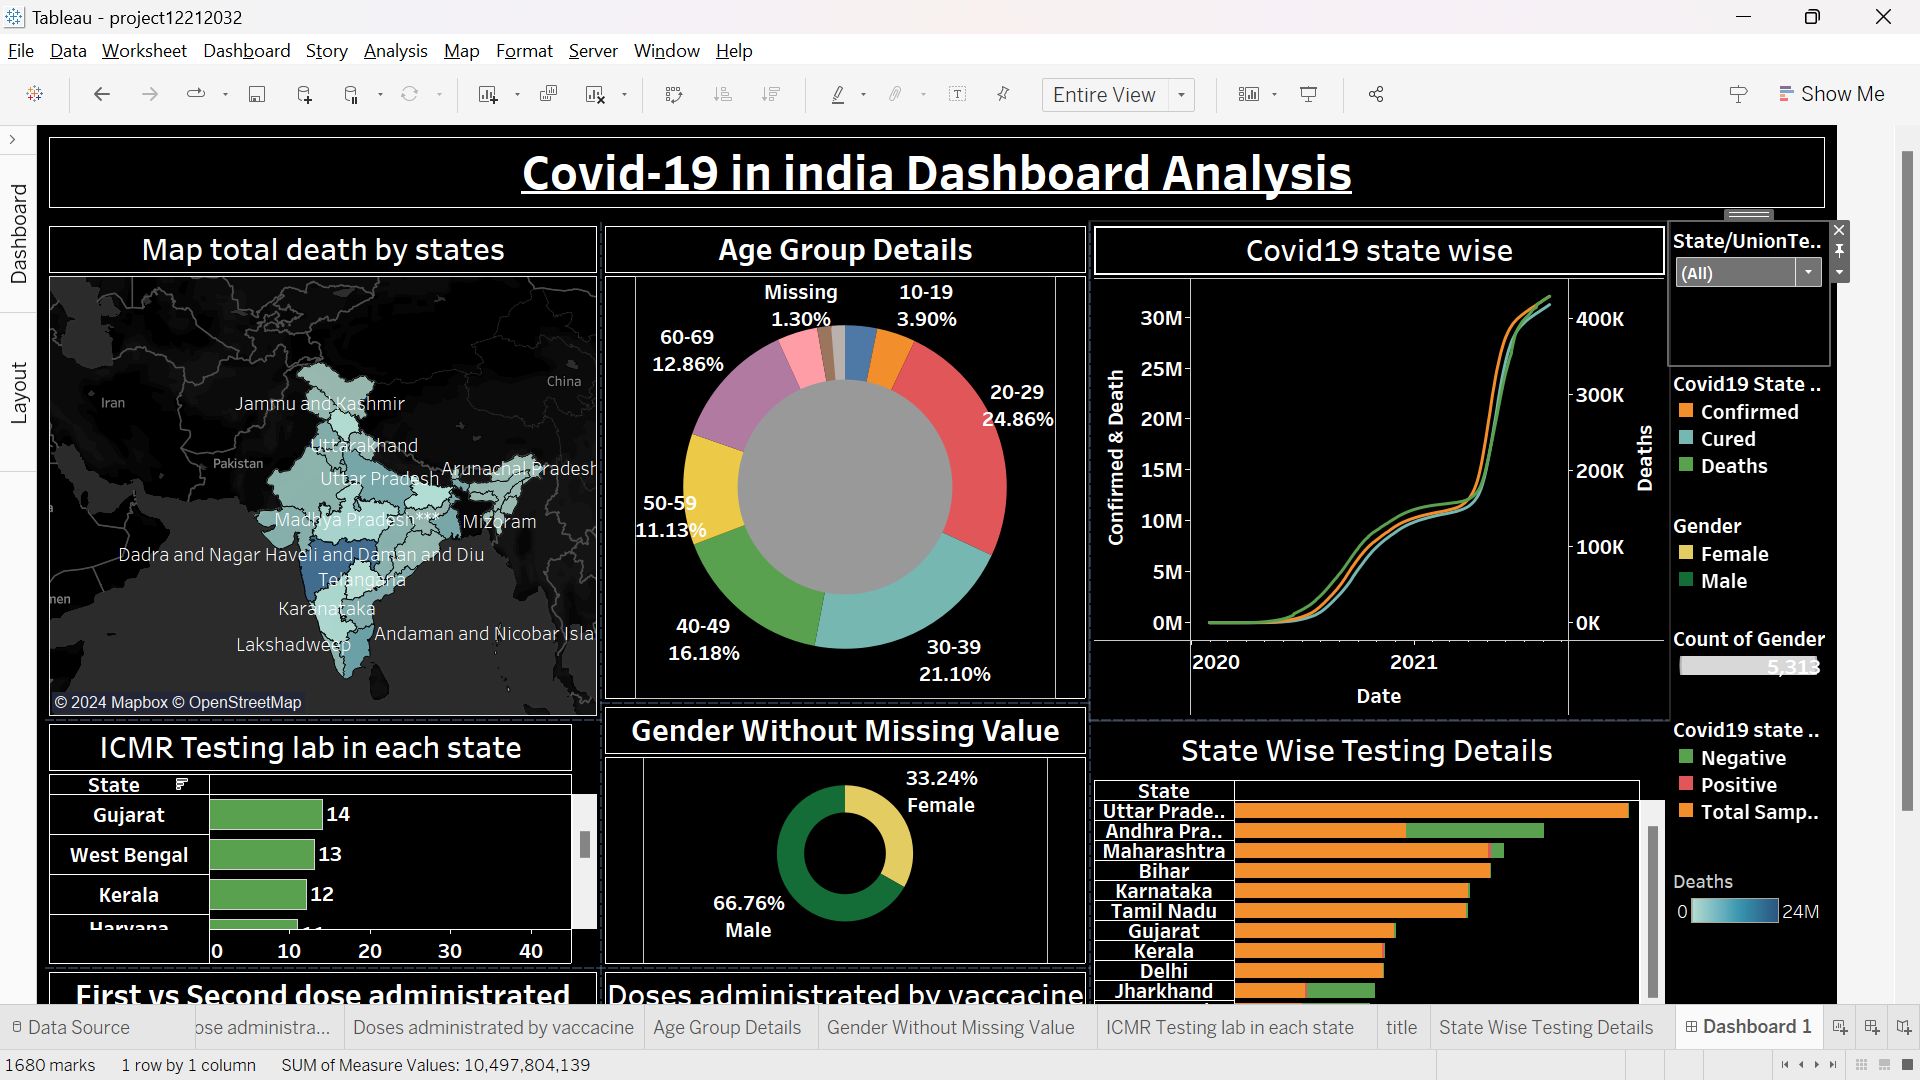 Tableau - project12212032
File Data Worksheet Dashboard Story Analysis Map Format Server Window Help
Entire View
Show Me
Dashboard
Layout
Covid-19 in india Dashboard Analysis
Map total death by states
Iran
China
Pakistan
Jammu and Kashmir
Uttarakhand
Arunachal Pradesh
Uttar Pradesh
Madhya Pradesh***
Mizoram
Dadra and Nagar Haveli and Daman and Diu
Telangana
men
Karanataka
Andaman and Nicobar Isla
Lakshadweep
© 2024 Mapbox © OpenStreetMap
Age Group Details
Missing
1.30%
10-19
3.90%
60-69
12.86%
20-29
24.86%
50-59
11.13%
40-49
16.18%
30-39
21.10%
Covid19 state wise
Confirmed & Death
30M
25M
20M
15M
10M
5M
0M
400K
300K
200K
100K
0K
Deaths
2020
2021
Date
State/UnionTe..
(All)
Covid19 State ..
Confirmed
Cured
Deaths
Gender
Female
Male
Count of Gender
5,313
Covid19 state ..
Negative
Positive
Total Samp..
Deaths
0 24M
ICMR Testing lab in each state
State
Gujarat 14
West Bengal 13
Kerala 12
Haryana
0 10 20 30 40
Gender Without Missing Value
33.24%
Female
66.76%
Male
State Wise Testing Details
State
Uttar Prade..
Andhra Pra..
Maharashtra
Bihar
Karnataka
Tamil Nadu
Gujarat
Kerala
Delhi
Jharkhand
First vs Second dose administrated
Doses administrated by vaccacine
Data Source
ose administra...
Doses administrated by vaccacine
Age Group Details
Gender Without Missing Value
ICMR Testing lab in each state
title
State Wise Testing Details
Dashboard 1
1680 marks 1 row by 1 column SUM of Measure Values: 10,497,804,139